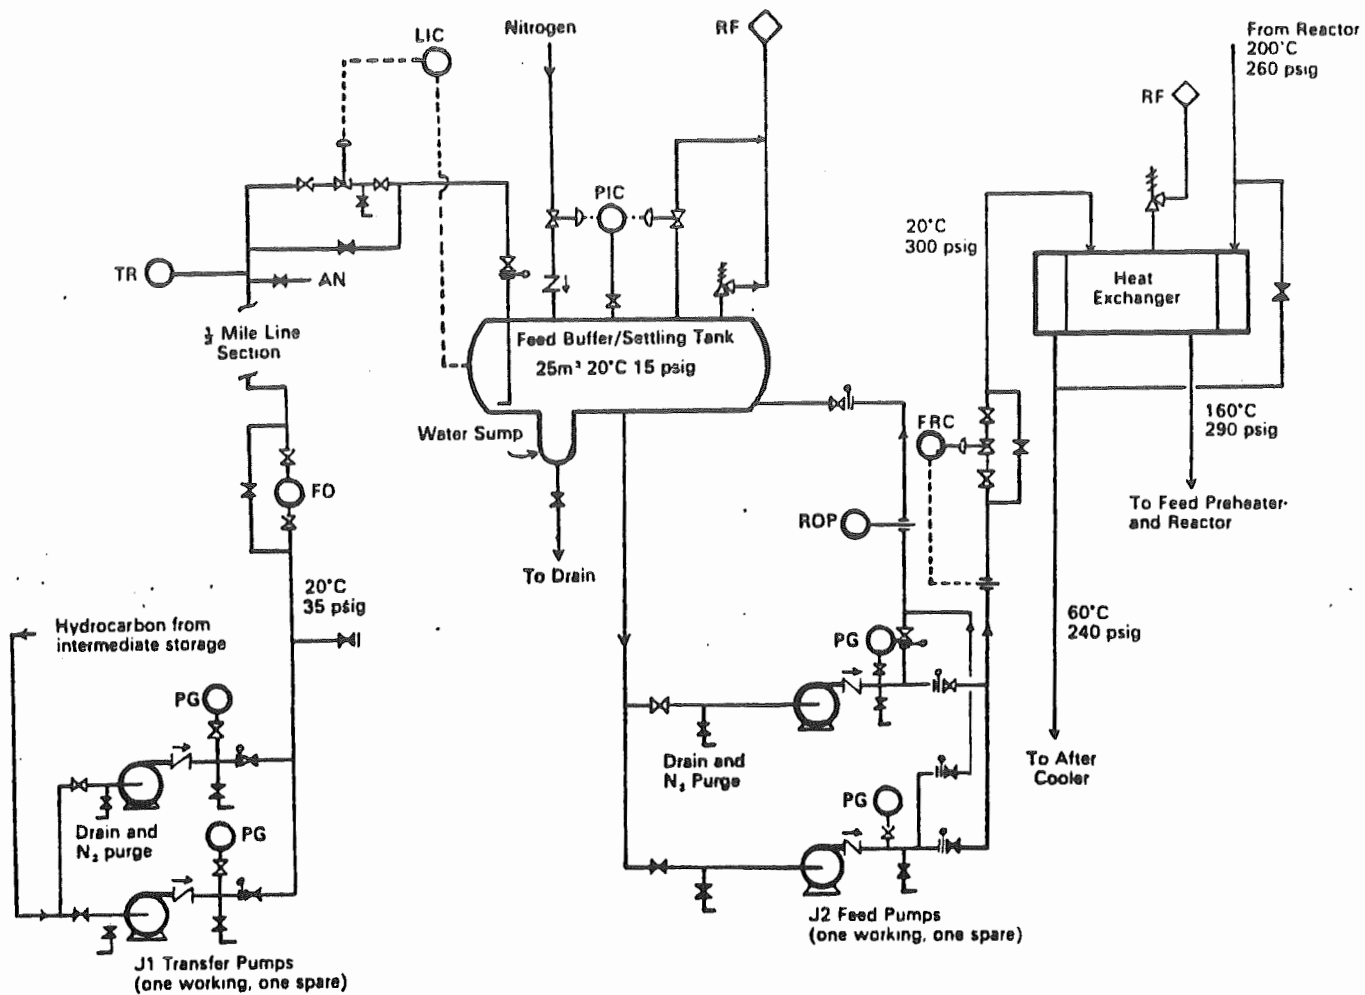 LIC
Nitrogen
RF
From Reactor
200°C
260 psig
RF
PIC
20°C
300 psig
TR
AN
Heat
Exchanger
½ Mile Line
Section
Feed Buffer/Settling Tank
25m³ 20°C 15 psig
Water Sump
FRC
160°C
290 psig
FO
ROP
To Feed Preheater
and Reactor
To Drain
20°C
35 psig
Hydrocarbon from
intermediate storage
60°C
240 psig
PG
PG
Drain and
N₂ Purge
To After
Cooler
PG
Drain and
N₂ purge
PG
J2 Feed Pumps
(one working, one spare)
J1 Transfer Pumps
(one working, one spare)